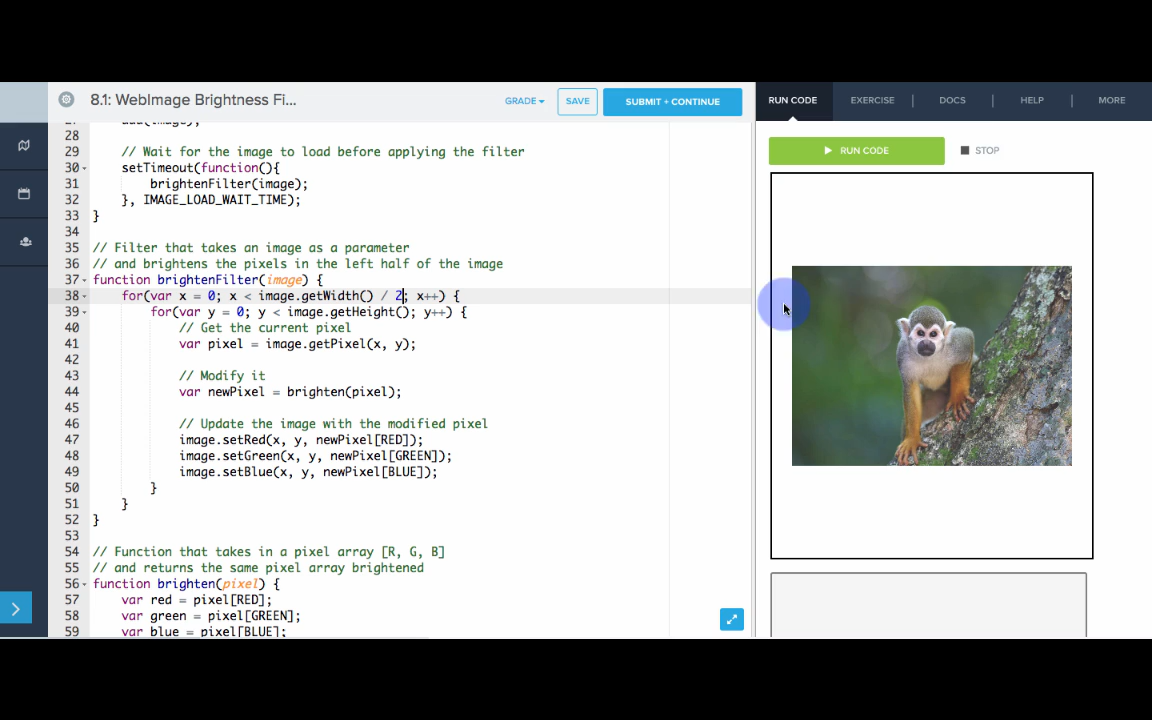 8.1: WebImage Brightness Fi...
GRADE
SAVE
SUBMIT + CONTINUE
RUN CODE
EXERCISE
DOCS
HELP
MORE
RUN CODE
STOP
27 add(image);
28
29 // Wait for the image to load before applying the filter
30 setTimeout(function(){
31 brightenFilter(image);
32 }, IMAGE_LOAD_WAIT_TIME);
33 }
34
35 // Filter that takes an image as a parameter
36 // and brightens the pixels in the left half of the image
37 function brightenFilter(image) {
38 for(var x = 0; x < image.getWidth() / 2; x++) {
39 for(var y = 0; y < image.getHeight(); y++) {
40 // Get the current pixel
41 var pixel = image.getPixel(x, y);
42
43 // Modify it
44 var newPixel = brighten(pixel);
45
46 // Update the image with the modified pixel
47 image.setRed(x, y, newPixel[RED]);
48 image.setGreen(x, y, newPixel[GREEN]);
49 image.setBlue(x, y, newPixel[BLUE]);
50 }
51 }
52 }
53
54 // Function that takes in a pixel array [R, G, B]
55 // and returns the same pixel array brightened
56 function brighten(pixel) {
57 var red = pixel[RED];
58 var green = pixel[GREEN];
59 var blue = pixel[BLUE];